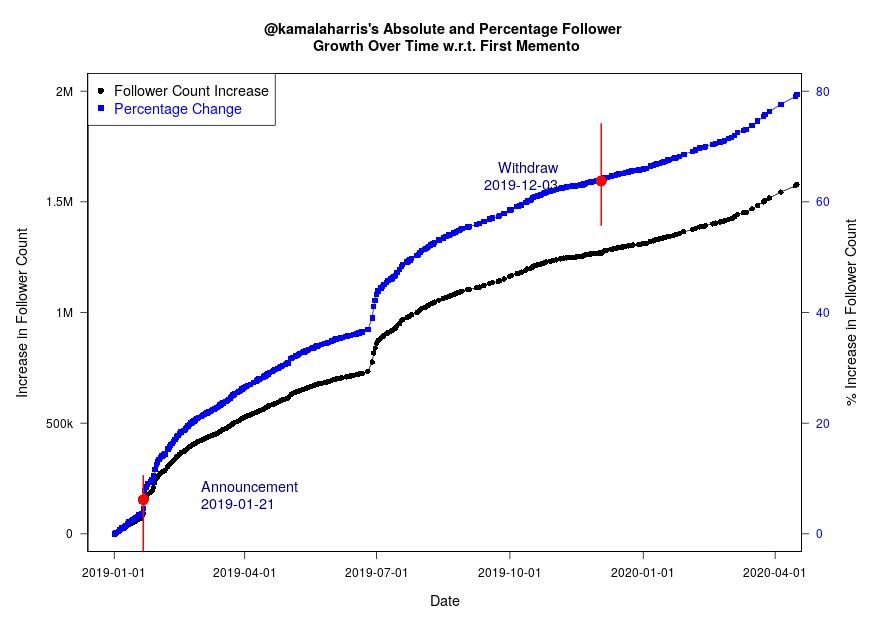 @kamalaharris's Absolute and Percentage Follower
Growth Over Time w.r.t. First Memento
Follower Count Increase
Percentage Change
2M
1.5M
1M
500k
0
Increase in Follower Count
80
60
40
20
0
% Increase in Follower Count
Withdraw
2019-12-03
Announcement
2019-01-21
2019-01-01
2019-04-01
2019-07-01
2019-10-01
2020-01-01
2020-04-01
Date